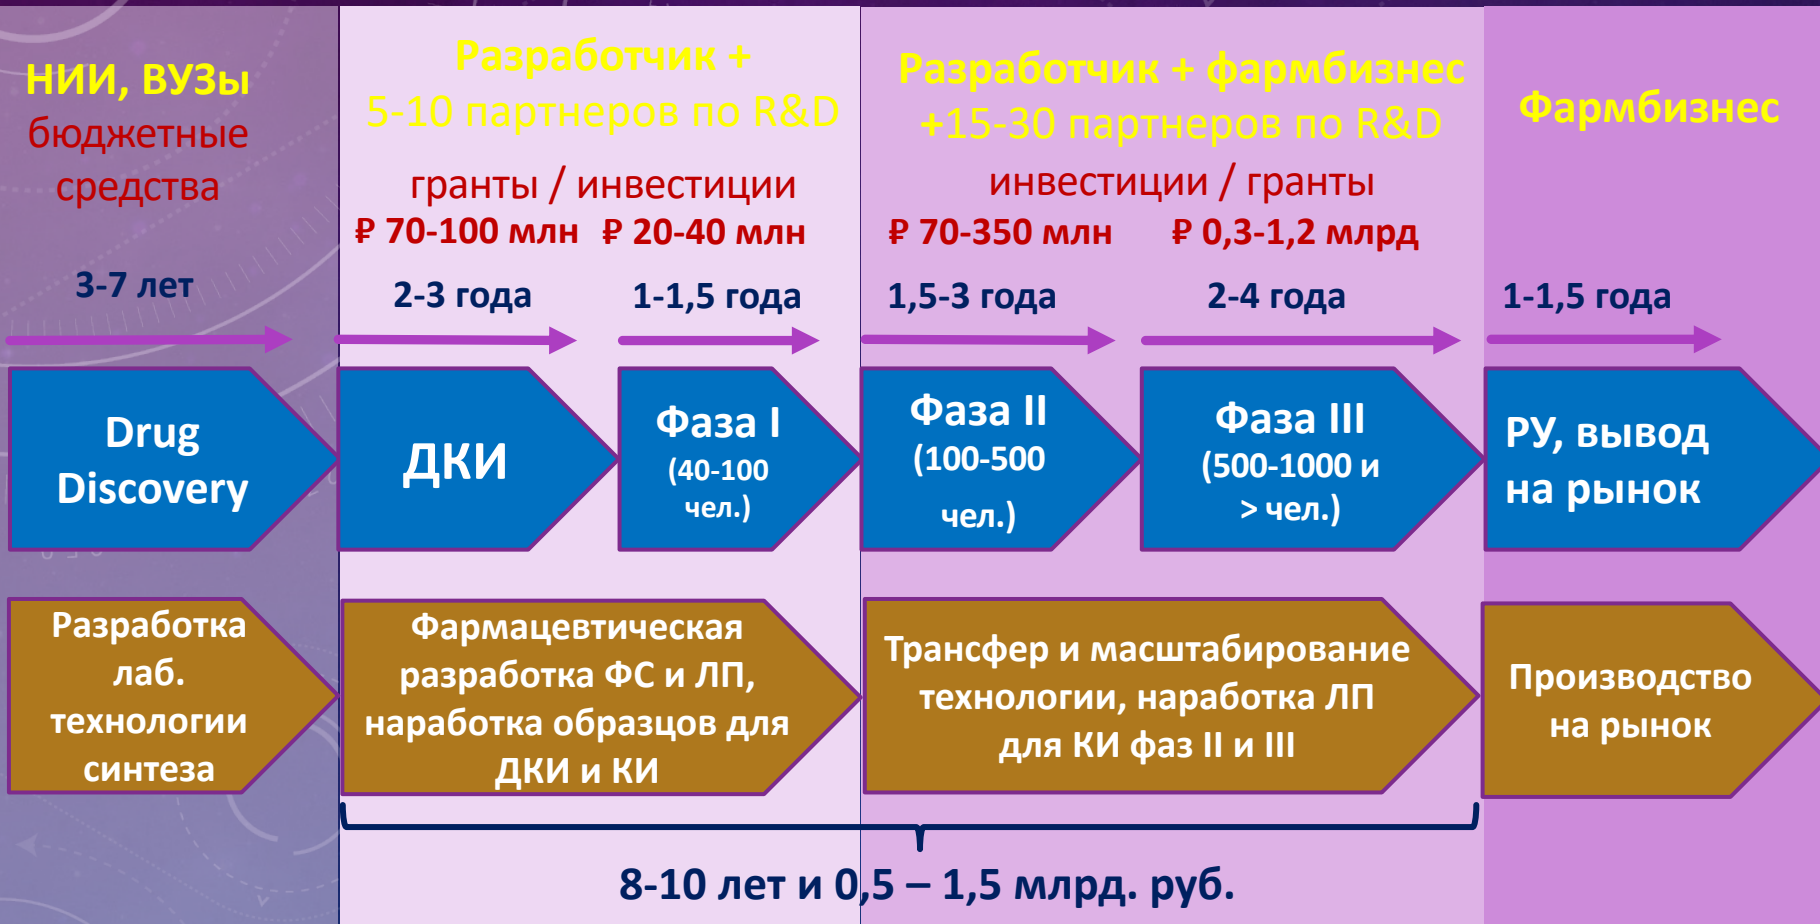 НИИ, ВУЗы
бюджетные
средства
3-7 лет
Разработчик +
5-10 партнеров по R&D
гранты / инвестиции
₽ 70-100 млн
₽ 20-40 млн
2-3 года
1-1,5 года
Разработчик + фармбизнес
+15-30 партнеров по R&D
инвестиции / гранты
₽ 70-350 млн
₽ 0,3-1,2 млрд
1,5-3 года
2-4 года
Фармбизнес
1-1,5 года
Drug
Discovery
ДКИ
Фаза I
(40-100
чел.)
Фаза II
(100-500
чел.)
Фаза III
(500-1000 и
> чел.)
РУ, вывод
на рынок
Разработка
лаб.
технологии
синтеза
Фармацевтическая
разработка ФС и ЛП,
наработка образцов для
ДКИ и КИ
Трансфер и масштабирование
технологии, наработка ЛП
для КИ фаз II и III
Производство
на рынок
8-10 лет и 0,5 – 1,5 млрд. руб.